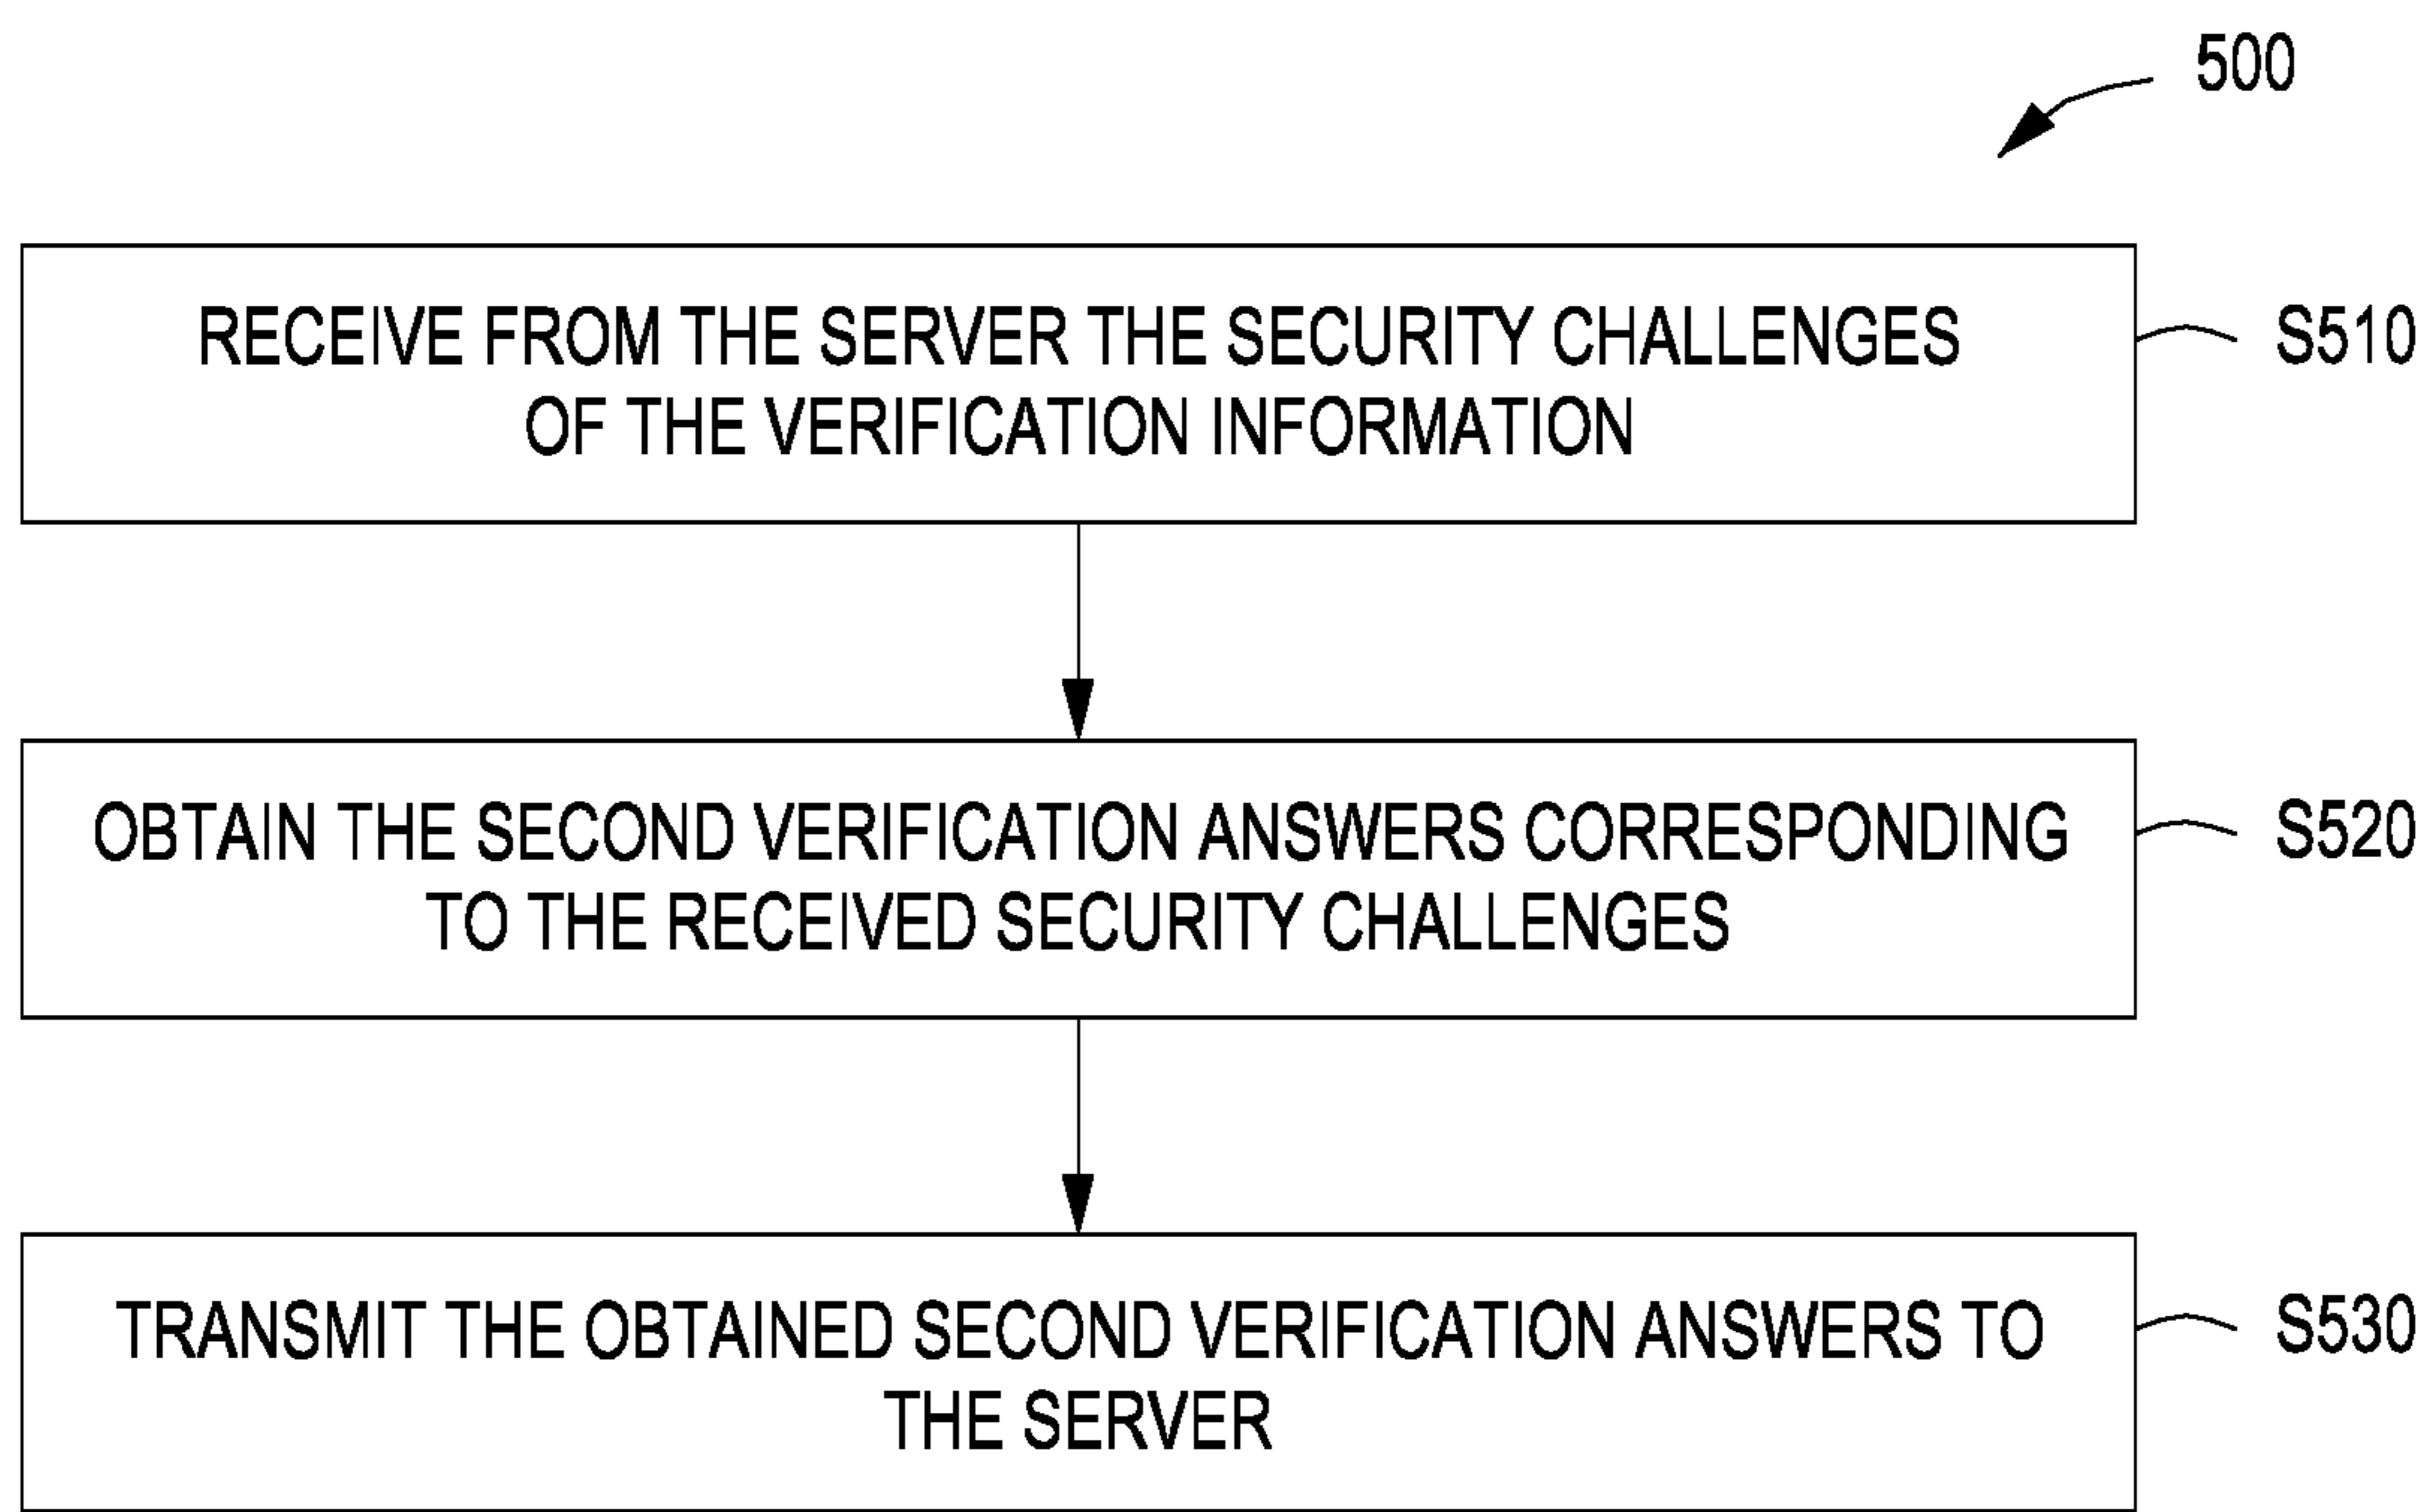 500
RECEIVE FROM THE SERVER THE SECURITY CHALLENGES
OF THE VERIFICATION INFORMATION
S510
OBTAIN THE SECOND VERIFICATION ANSWERS CORRESPONDING
TO THE RECEIVED SECURITY CHALLENGES
S520
TRANSMIT THE OBTAINED SECOND VERIFICATION ANSWERS TO
THE SERVER
S530